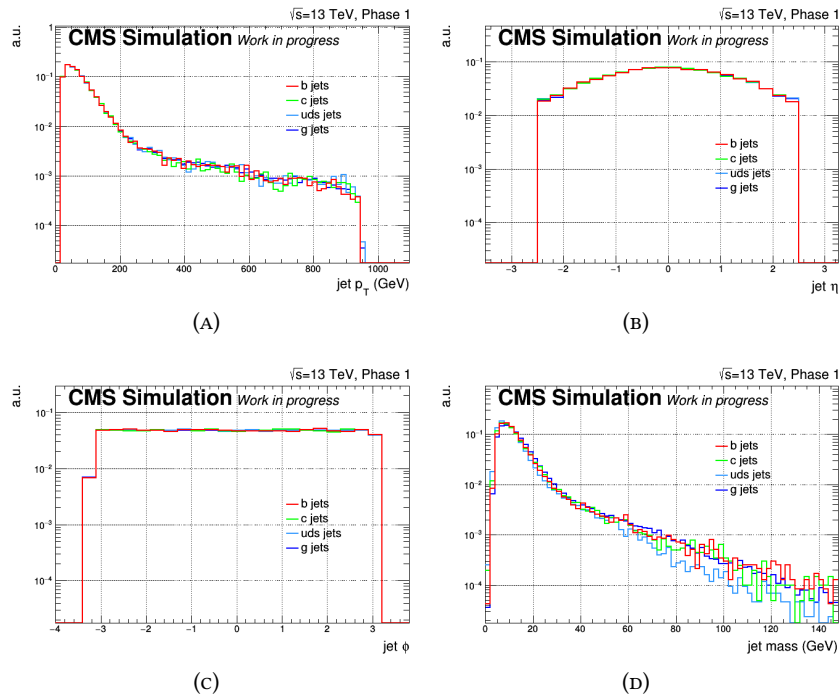 √s=13 TeV, Phase 1
a.u.
CMS Simulation Work in progress
1
10⁻¹
10⁻²
10⁻³
10⁻⁴
b jets
c jets
uds jets
g jets
0 200 400 600 800 1000
jet p_T (GeV)
(A)
√s=13 TeV, Phase 1
a.u.
CMS Simulation Work in progress
10⁻¹
10⁻²
10⁻³
10⁻⁴
b jets
c jets
uds jets
g jets
−3 −2 −1 0 1 2 3
jet η
(B)
√s=13 TeV, Phase 1
a.u.
CMS Simulation Work in progress
10⁻¹
10⁻²
10⁻³
10⁻⁴
b jets
c jets
uds jets
g jets
−4 −3 −2 −1 0 1 2 3
jet ϕ
(C)
√s=13 TeV, Phase 1
a.u.
CMS Simulation Work in progress
10⁻¹
10⁻²
10⁻³
10⁻⁴
b jets
c jets
uds jets
g jets
0 20 40 60 80 100 120 140
jet mass (GeV)
(D)